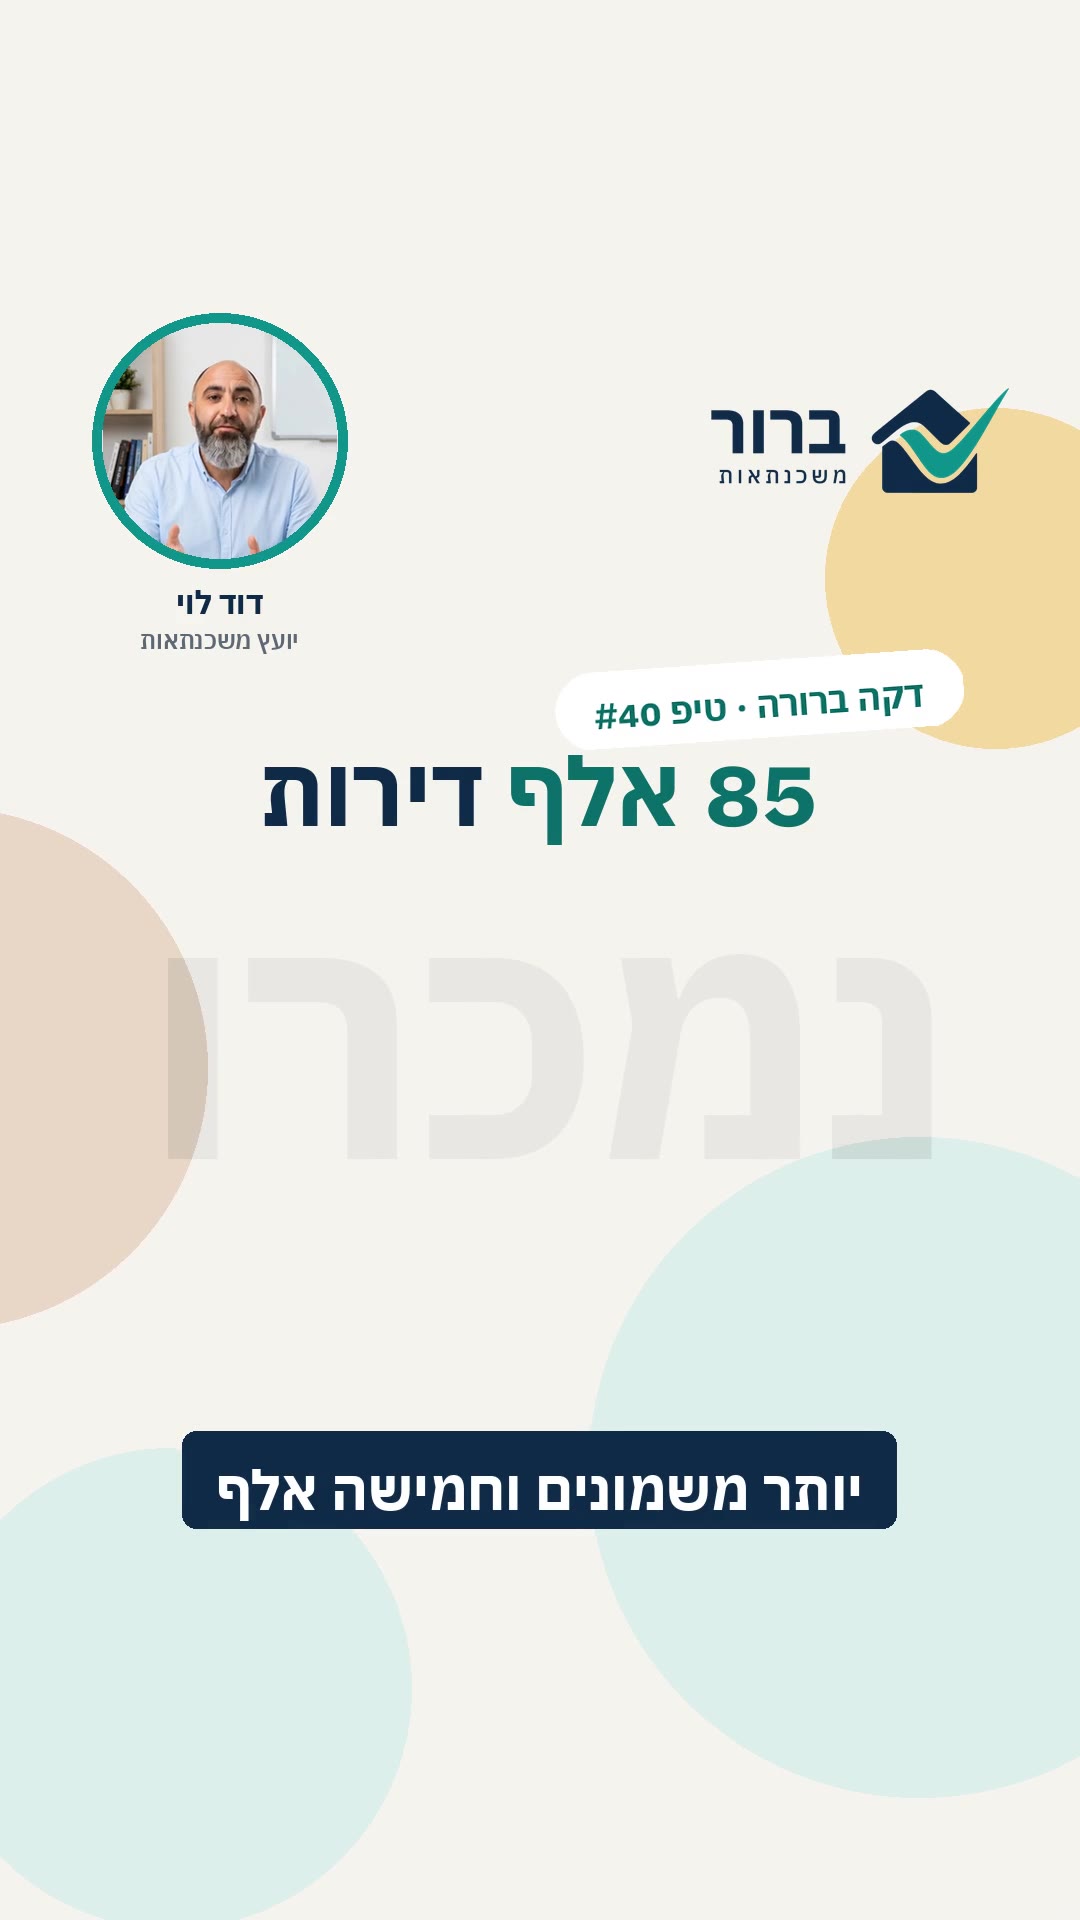 ברור
משכנתאות
דוד לוי
יועץ משכנתאות
דקה ברורה · טיפ 40#
85 אלף דירות
נמכרו
יותר משמונים וחמישה אלף